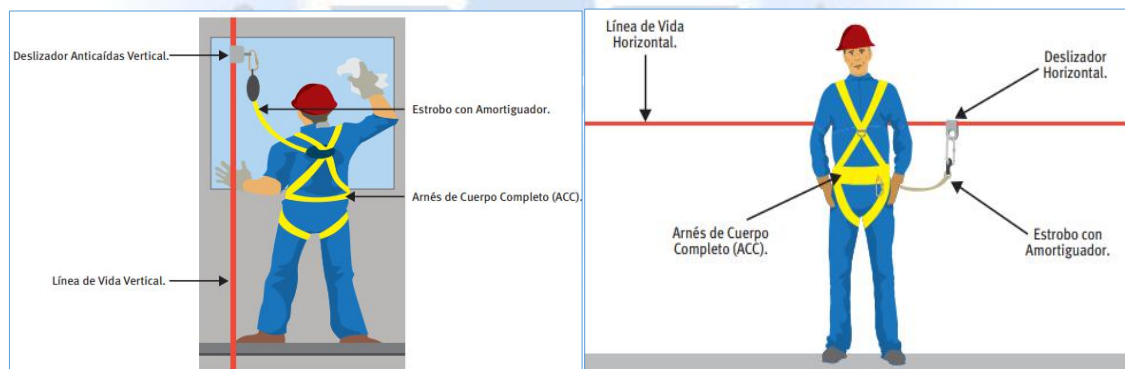 Deslizador Anticaídas Vertical.
Estrobo con Amortiguador.
Arnés de Cuerpo Completo (ACC).
Línea de Vida Vertical.
Línea de Vida
Horizontal.
Deslizador
Horizontal.
Arnés de Cuerpo
Completo (ACC).
Estrobo con
Amortiguador.